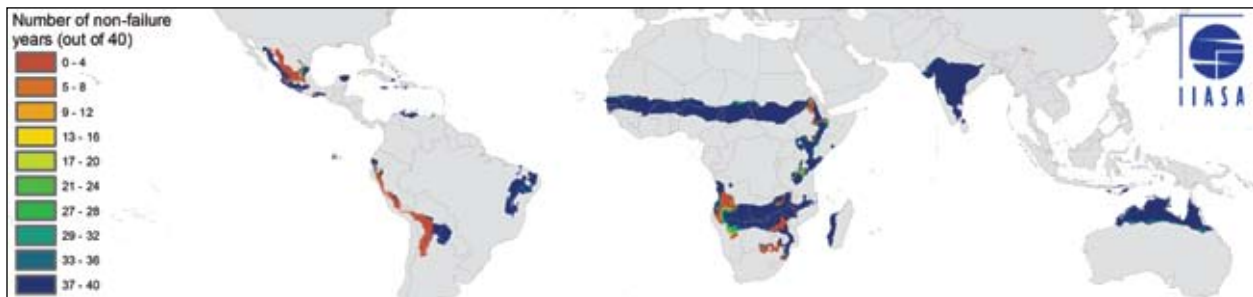 Number of non-failure
years (out of 40)
0 - 4
5 - 8
9 - 12
13 - 16
17 - 20
21 - 24
27 - 28
29 - 32
33 - 36
37 - 40
IIASA